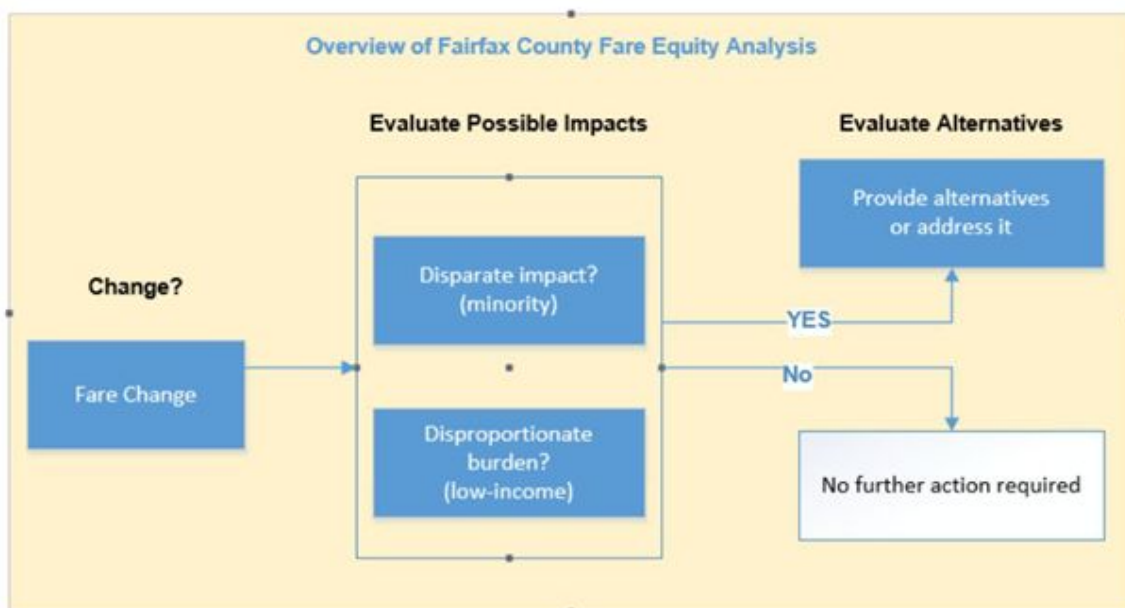 Overview of Fairfax County Fare Equity Analysis
Evaluate Possible Impacts
Evaluate Alternatives
Provide alternatives
or address it
Disparate impact?
(minority)
Change?
YES
No
Fare Change
Disproportionate
burden?
(low-income)
No further action required